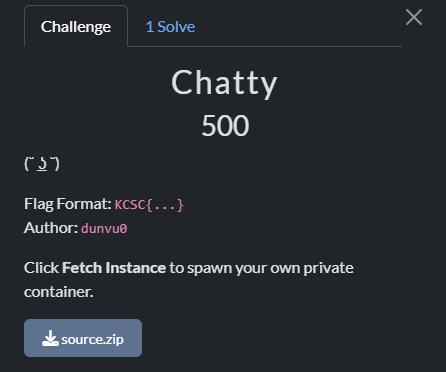 Challenge
1 Solve
Chatty
500
(˘ ͜ʖ ˘)
Flag Format: KCSC{...}
Author: dunvu0
Click Fetch Instance to spawn your own private
container.
source.zip